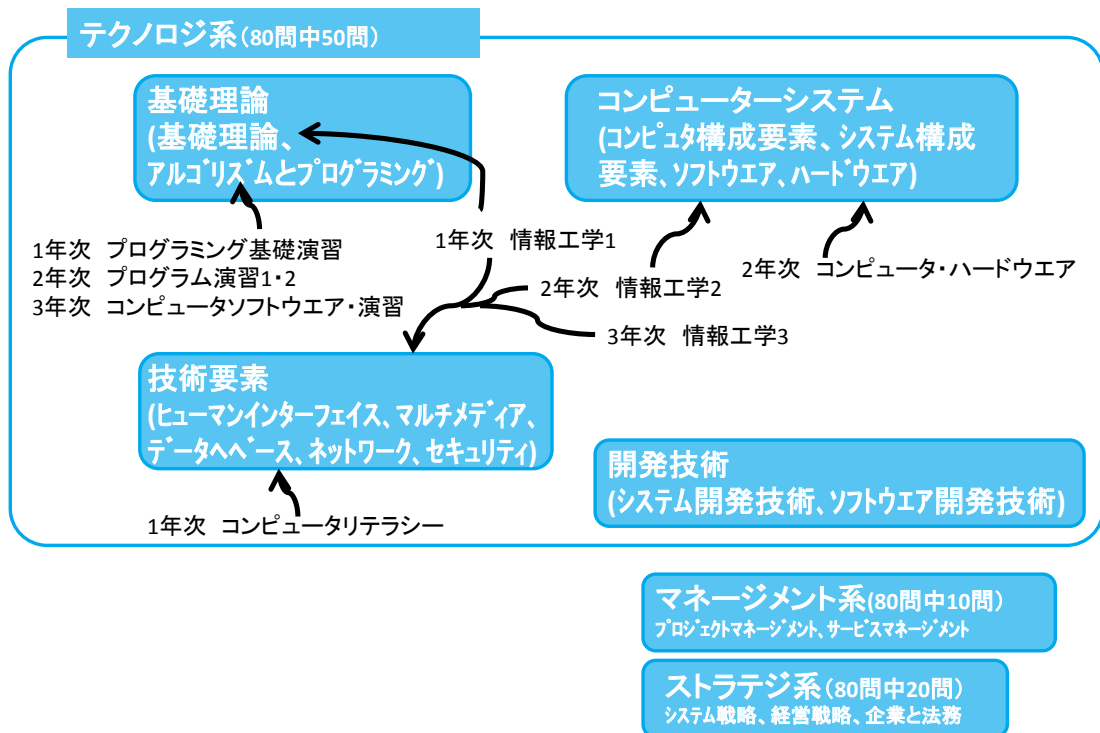 テクノロジ系(80問中50問)
基礎理論
(基礎理論、
アルゴリズムとプログラミング)
コンピューターシステム
(コンピュタ構成要素、システム構成
要素、ソフトウエア、ハードウエア)
1年次 プログラミング基礎演習
2年次 プログラム演習1・2
3年次 コンピュータソフトウエア・演習
1年次 情報工学1
2年次 情報工学2
3年次 情報工学3
2年次 コンピュータ・ハードウエア
技術要素
(ヒューマンインターフェイス、マルチメディア、
データヘベース、ネットワーク、セキュリティ)
1年次 コンピュータリテラシー
開発技術
(システム開発技術、ソフトウエア開発技術)
マネージメント系(80問中10問)
プロジェクトマネージメント、サービスマネージメント
ストラテジ系(80問中20問)
システム戦略、経営戦略、企業と法務